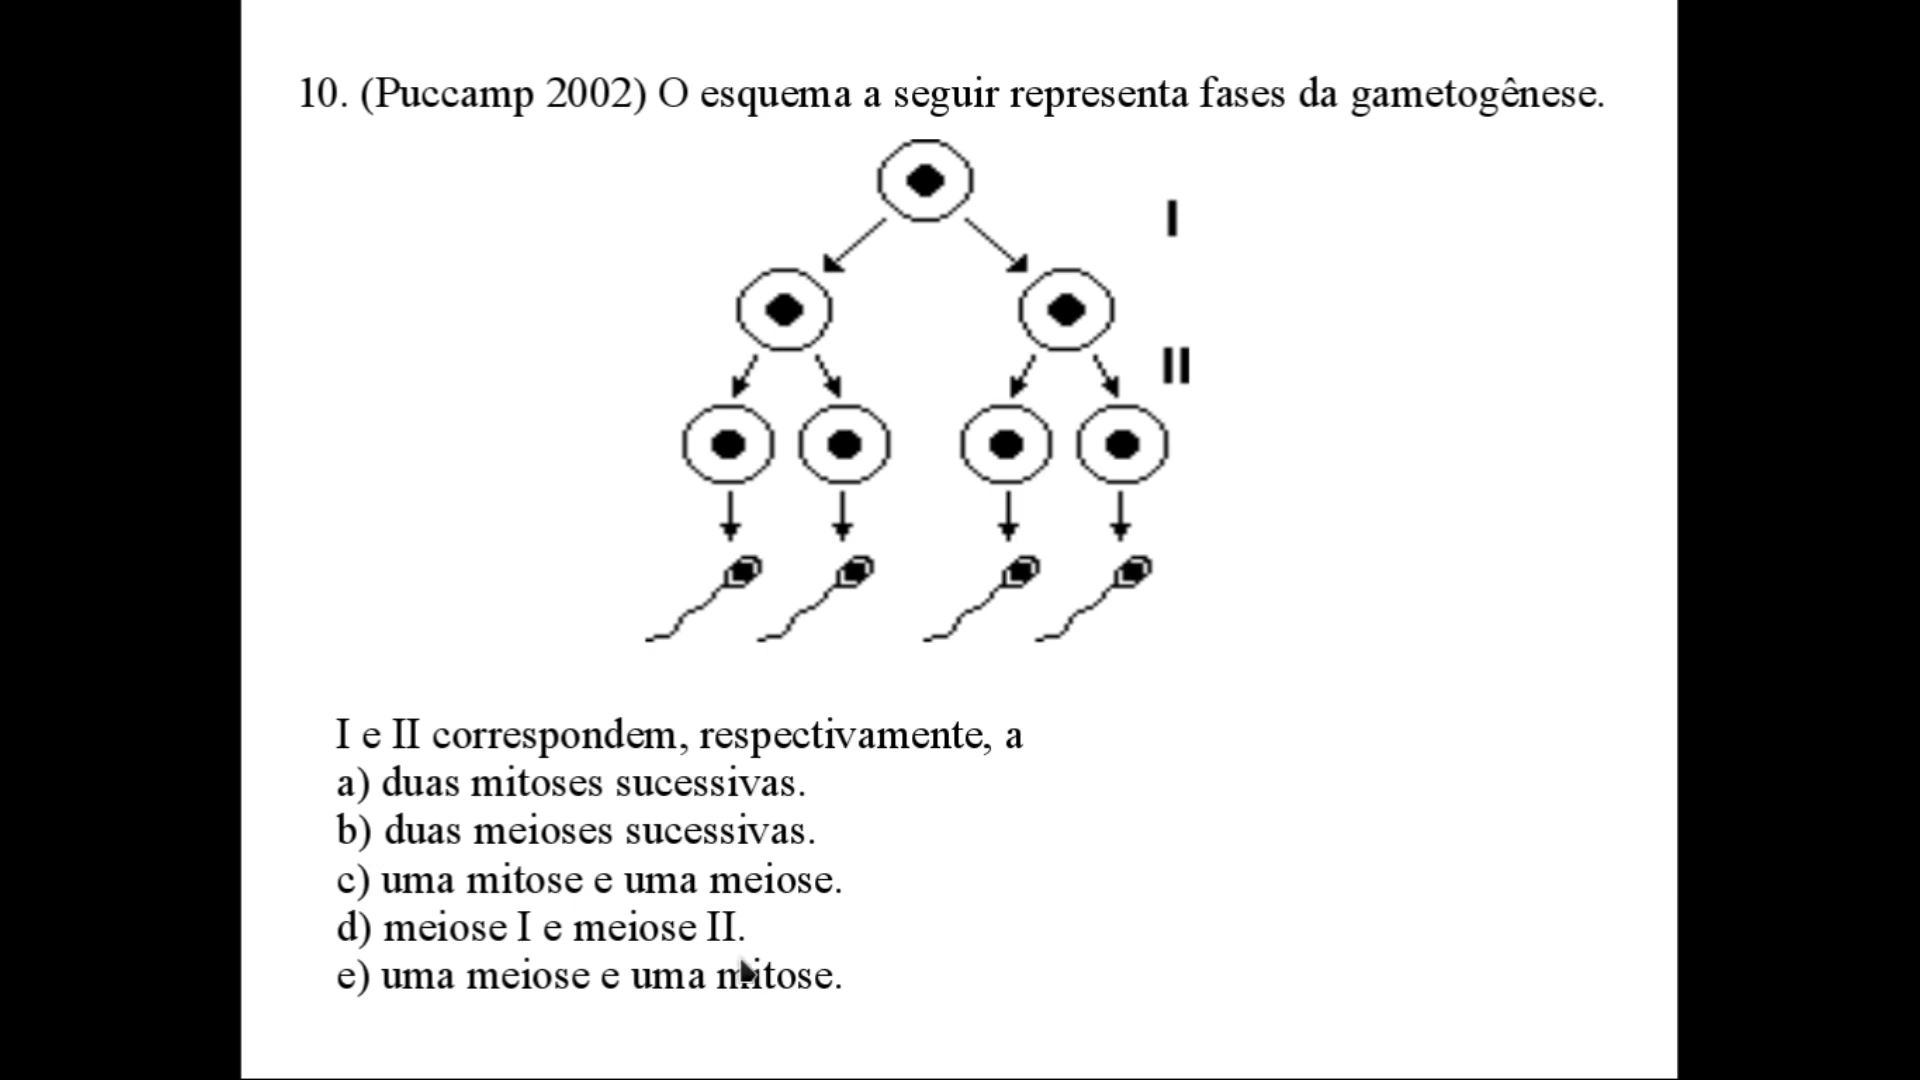 10. (Puccamp 2002) O esquema a seguir representa fases da gametogênese.
I
II
I e II correspondem, respectivamente, a
a) duas mitoses sucessivas.
b) duas meioses sucessivas.
c) uma mitose e uma meiose.
d) meiose I e meiose II.
e) uma meiose e uma mitose.